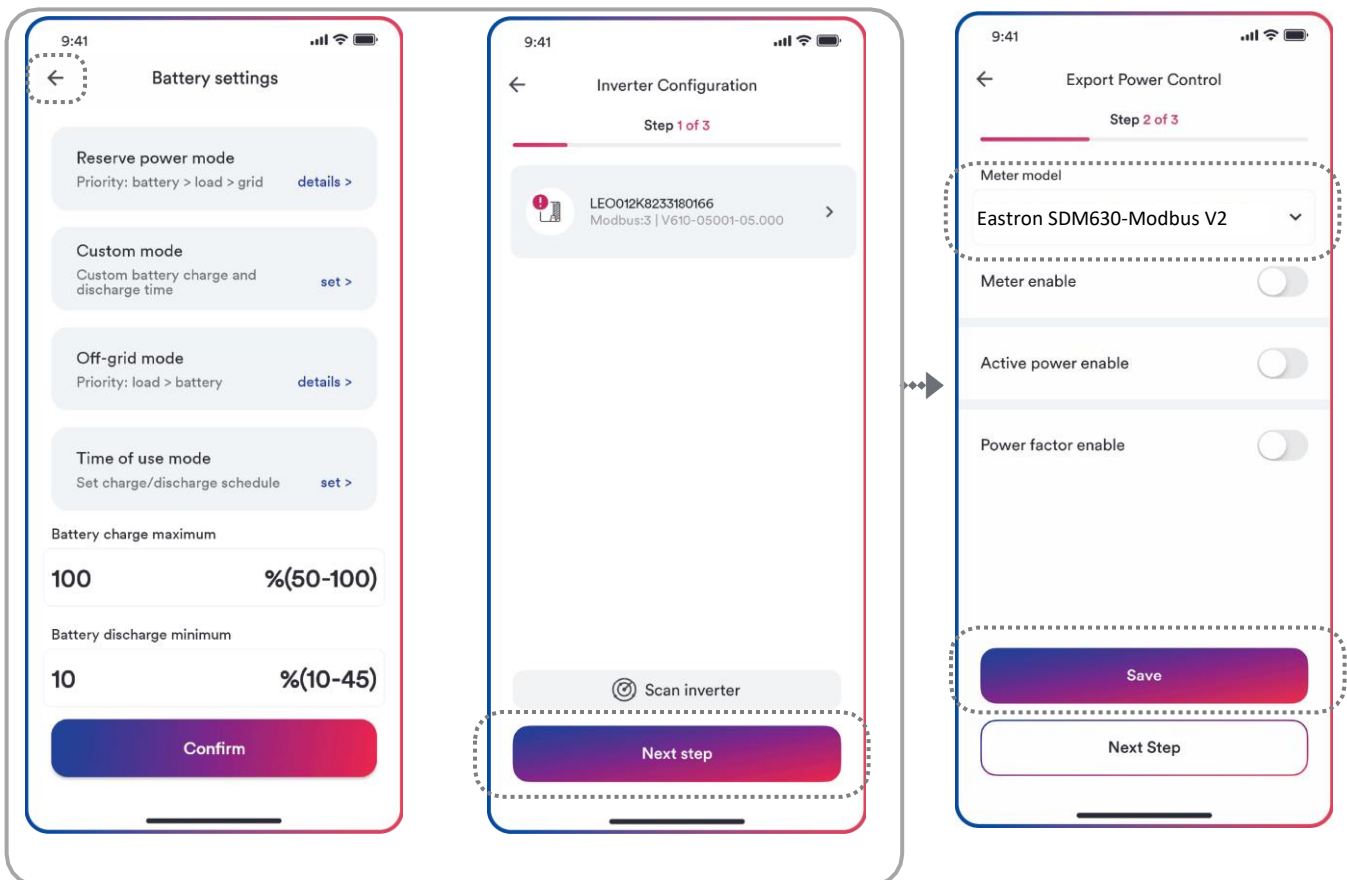 9:41
Battery settings
Reserve power mode
Priority: battery > load > grid details >
Custom mode
Custom battery charge and
discharge time
set >
Off-grid mode
Priority: load > battery details >
Time of use mode
Set charge/discharge schedule set >
Battery charge maximum
100 %(50-100)
Battery discharge minimum
10 %(10-45)
Confirm
9:41
Inverter Configuration
Step 1 of 3
LEO012K8233180166
Modbus:3 | V610-05001-05.000
Scan inverter
Next step
9:41
Export Power Control
Step 2 of 3
Meter model
Eastron SDM630-Modbus V2
Meter enable
Active power enable
Power factor enable
Save
Next Step